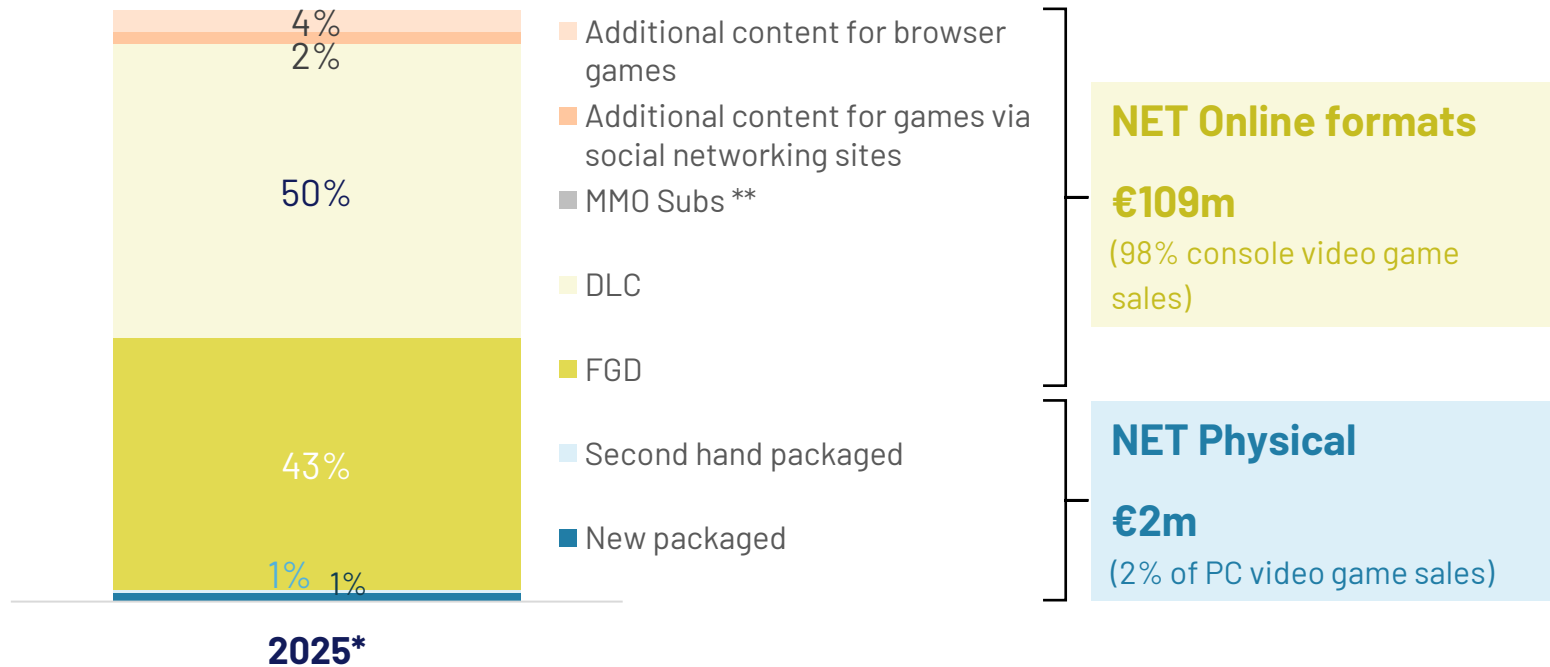 4%
2%
50%
43%
1%
1%
2025*
Additional content for browser
games
Additional content for games via
social networking sites
MMO Subs **
DLC
FGD
Second hand packaged
New packaged
NET Online formats
€109m
(98% console video game
sales)
NET Physical
€2m
(2% of PC video game sales)